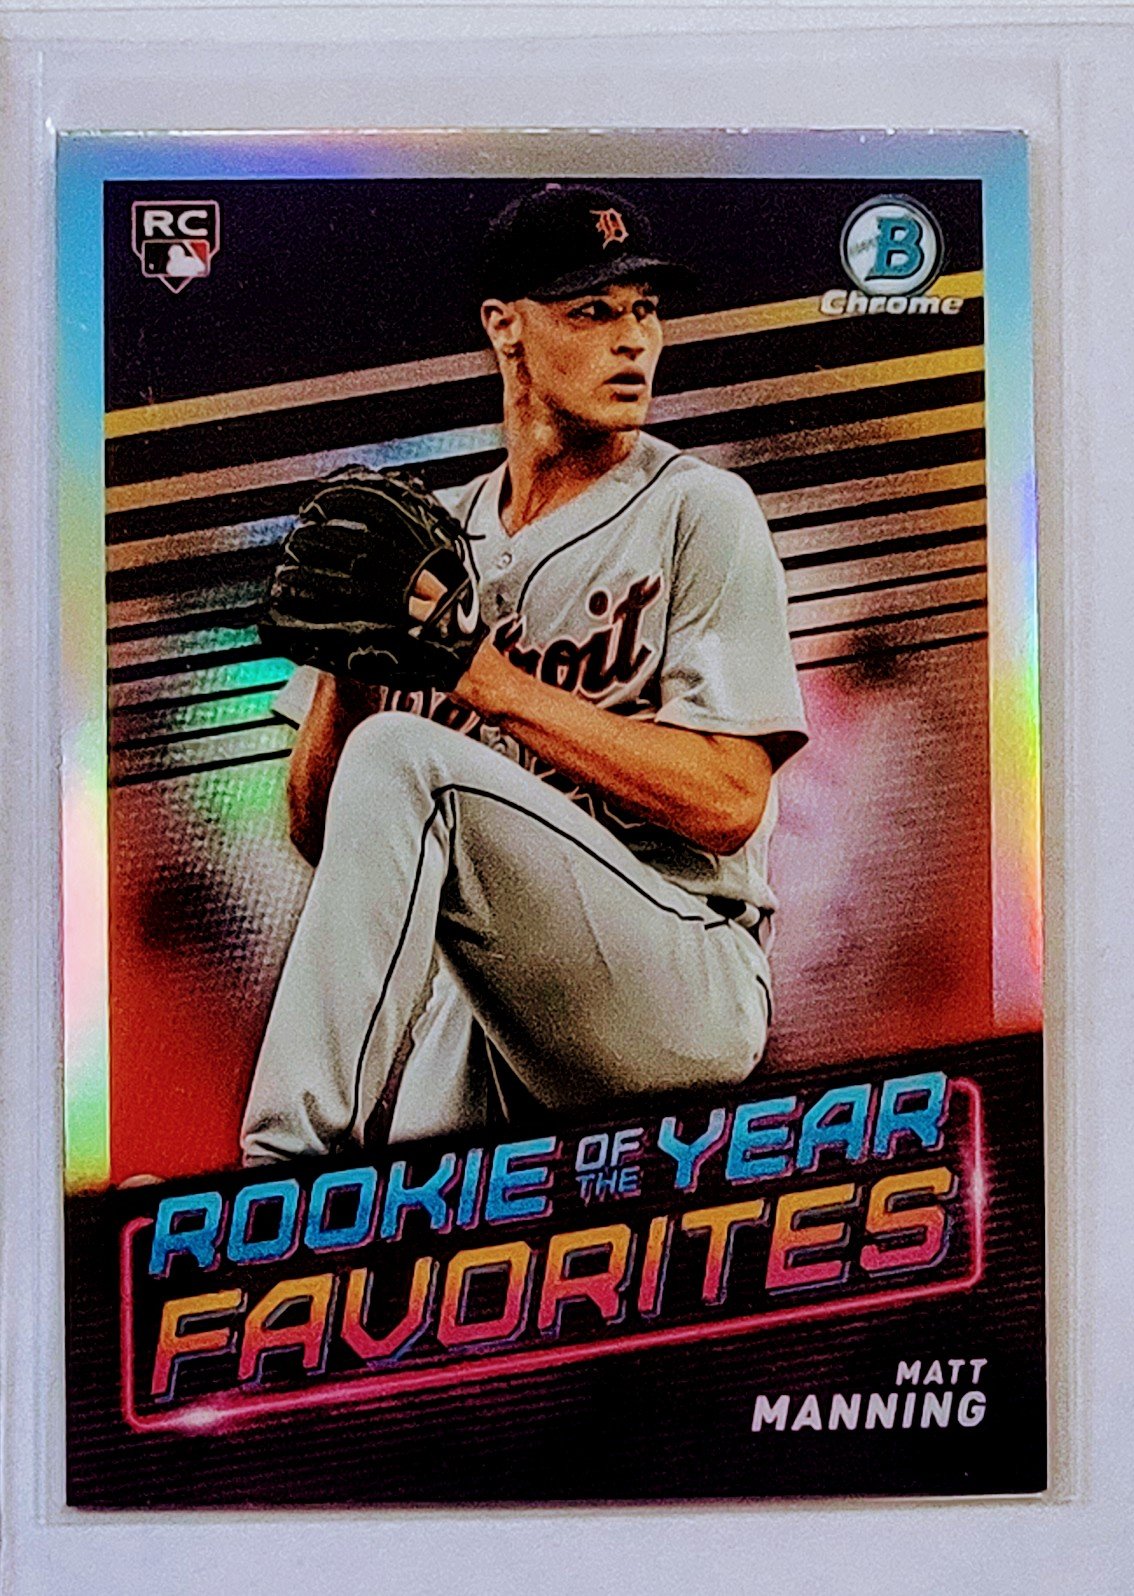 RC
B
Chrome
D
Detroit
ROOKIE OF THE YEAR
FAVORITES
MATT
MANNING